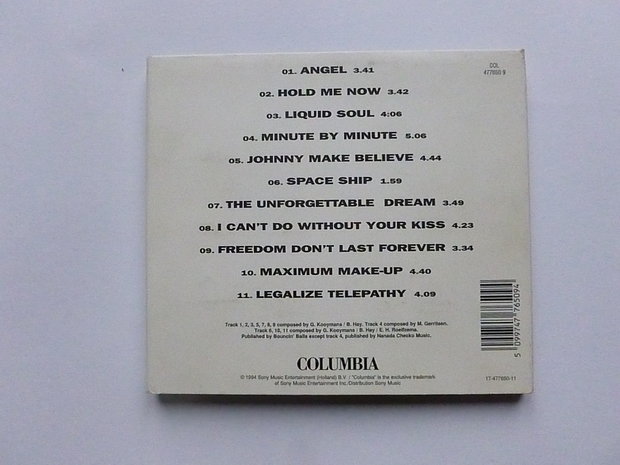 COL
477650 9
01. ANGEL 3.41
02. HOLD ME NOW 3.42
03. LIQUID SOUL 4:06
04. MINUTE BY MINUTE 5.06
05. JOHNNY MAKE BELIEVE 4.44
06. SPACE SHIP 1.59
07. THE UNFORGETTABLE DREAM 3.49
08. I CAN'T DO WITHOUT YOUR KISS 4.23
09. FREEDOM DON'T LAST FOREVER 3.34
10. MAXIMUM MAKE-UP 4.40
11. LEGALIZE TELEPATHY 4.09
Track 1, 2, 3, 5, 7, 8, 9 composed by G. Kooymans / B. Hay. Track 4 composed by M. Gerritsen.
Track 6, 10, 11 composed by G. Kooymans / B. Hay / E. H. Roelfzema.
Published by Bouncin' Balls except track 4, published by Nanada Chesko Music.
5 099747 765094
COLUMBIA
© 1994 Sony Music Entertainment (Holland) B.V. / "Columbia" is the exclusive trademark
of Sony Music Entertainment Inc./Distribution Sony Music
17-477650-11